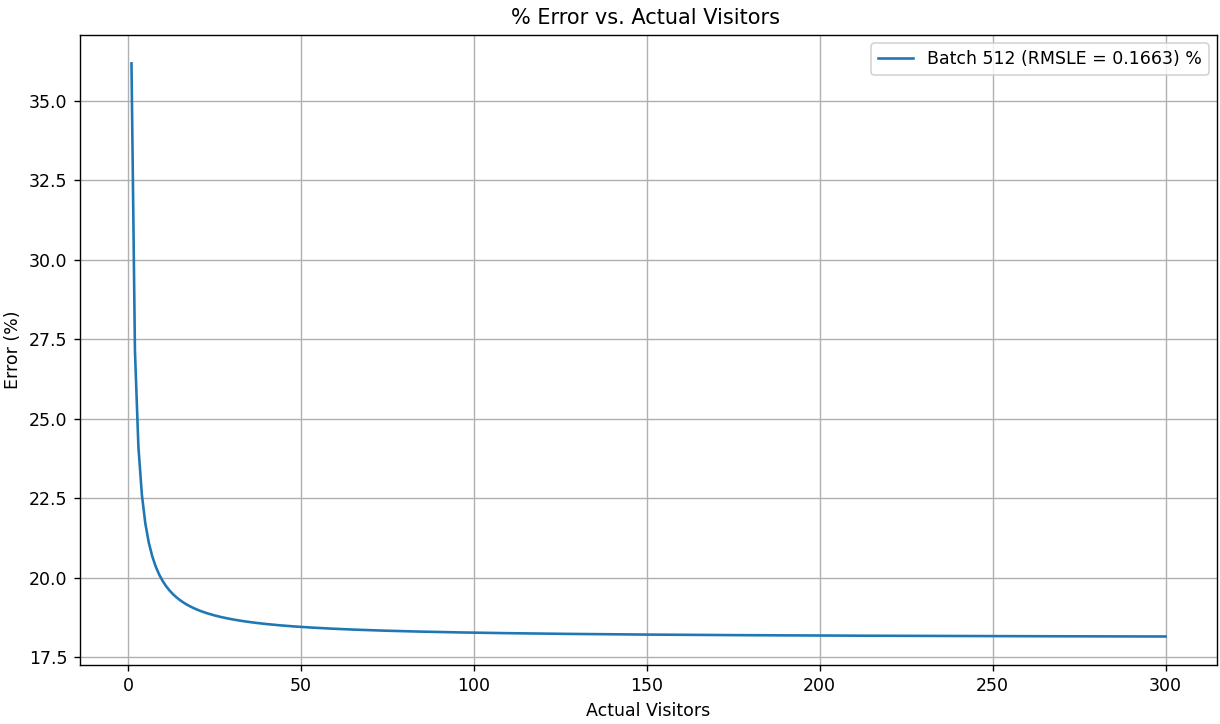 % Error vs. Actual Visitors
Batch 512 (RMSLE = 0.1663) %
Error (%)
35.0
32.5
30.0
27.5
25.0
22.5
20.0
17.5
0 50 100 150 200 250 300
Actual Visitors